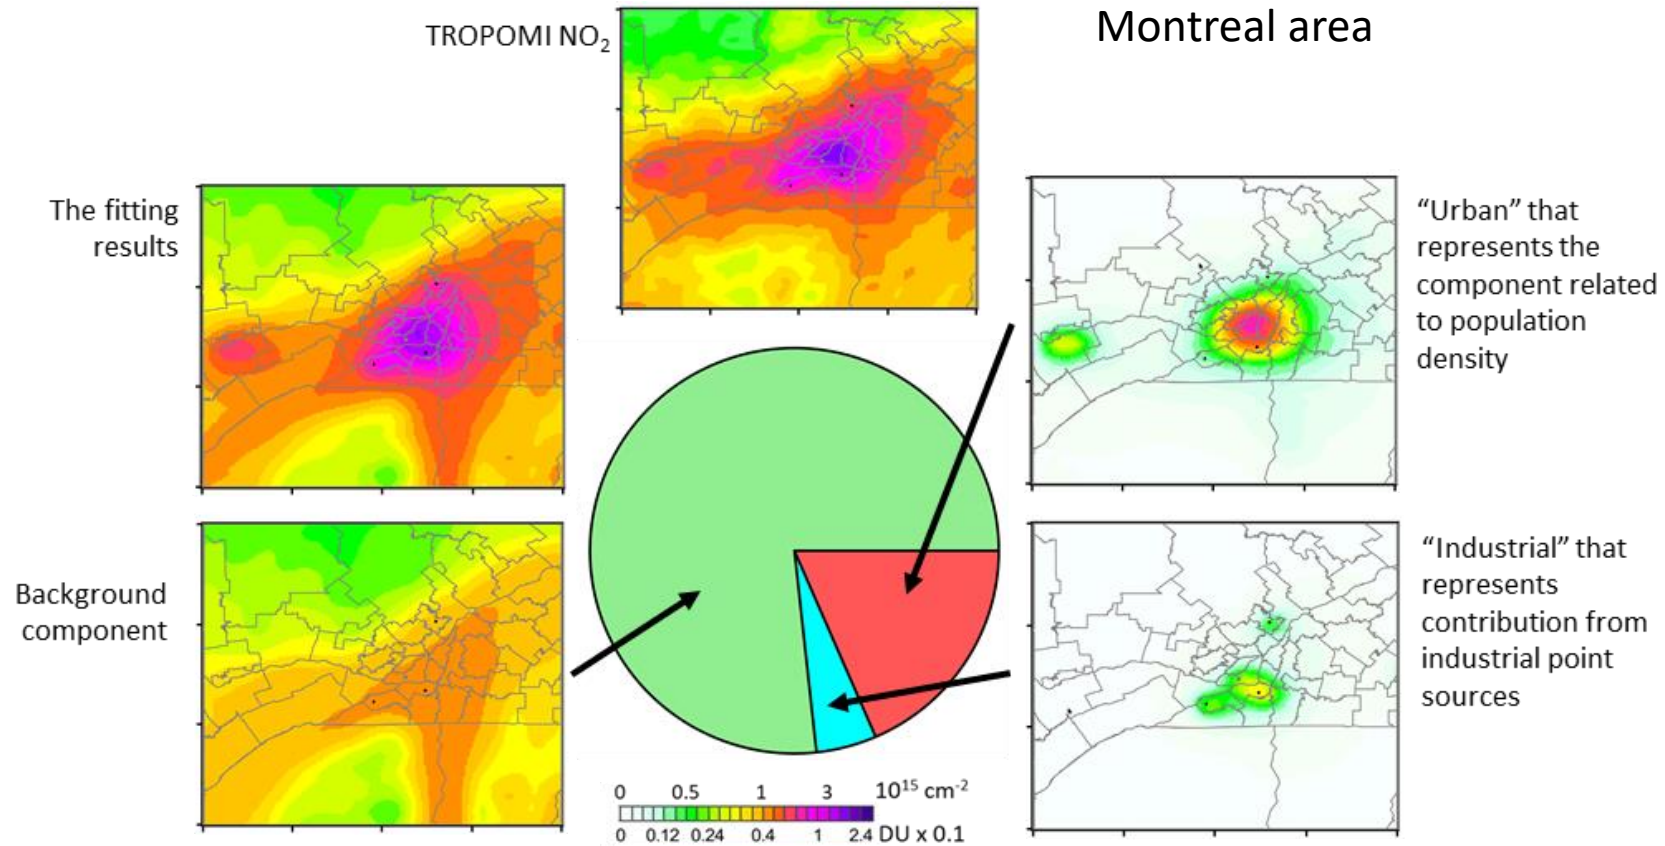 TROPOMI NO₂
Montreal area
The fitting
results
“Urban” that
represents the
component related
to population
density
Background
component
“Industrial” that
represents
contribution from
industrial point
sources
0 0.5 1 3 10¹⁵ cm⁻²
0 0.12 0.24 0.4 1 2.4 DU x 0.1